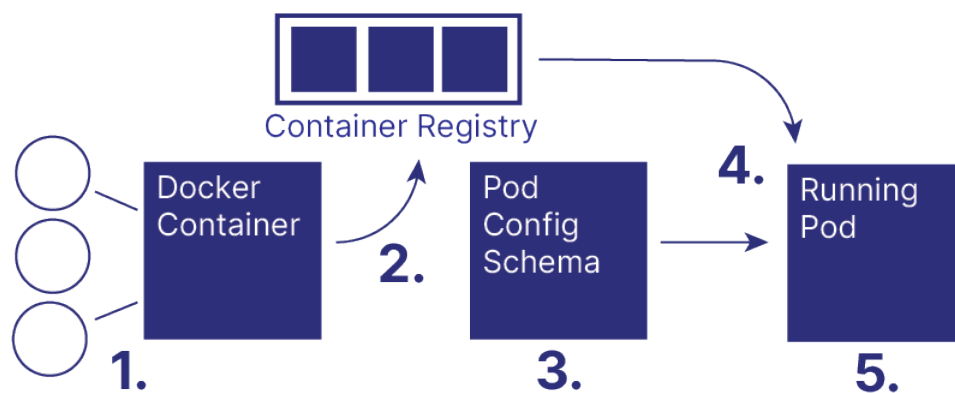 Container Registry
Docker
Container
1.
2.
Pod
Config
Schema
3.
4.
Running
Pod
5.